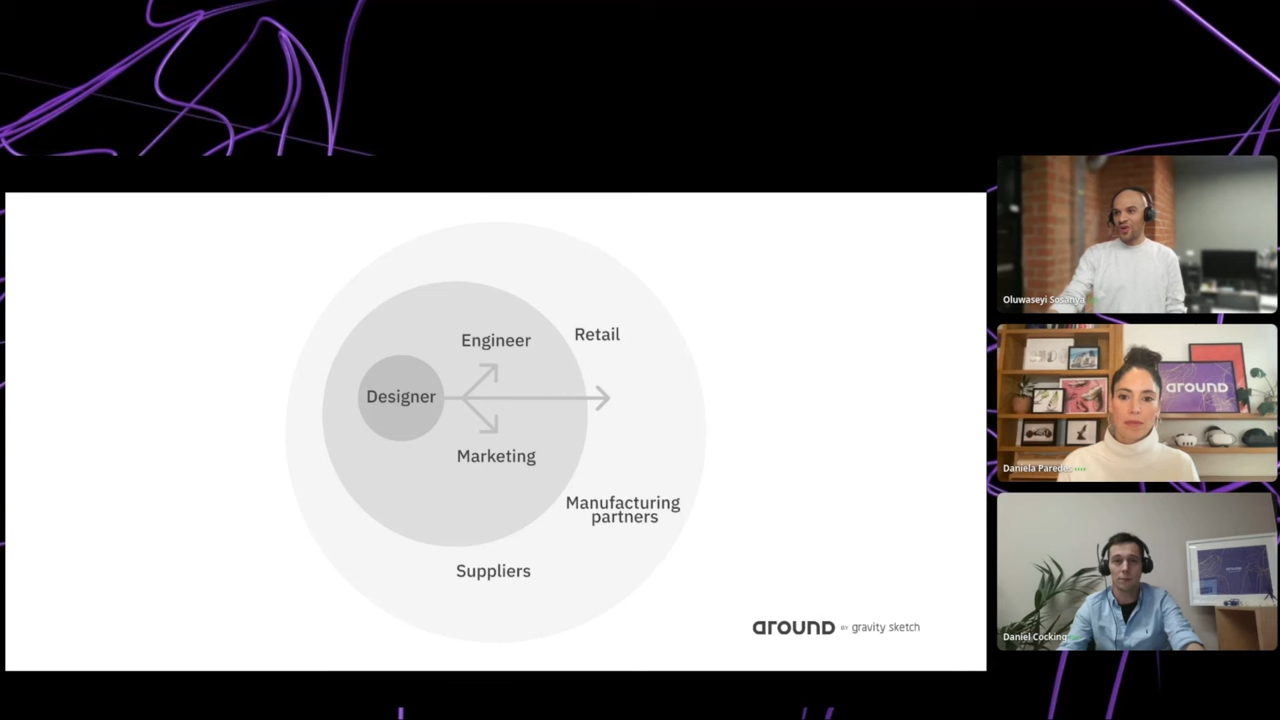 Engineer
Retail
Designer
Marketing
Manufacturing
partners
Suppliers
around BY gravity sketch
Oluwaseyi Sosanya
around
Daniela Paredes
Daniel Cocking